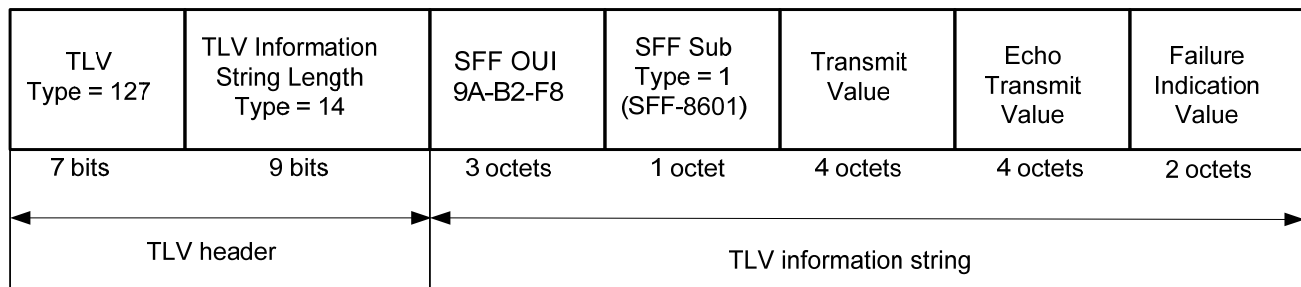 TLV
Type = 127
TLV Information
String Length
Type = 14
SFF OUI
9A-B2-F8
SFF Sub
Type = 1
(SFF-8601)
Transmit
Value
Echo
Transmit
Value
Failure
Indication
Value
7 bits
9 bits
3 octets
1 octet
4 octets
4 octets
2 octets
TLV header
TLV information string